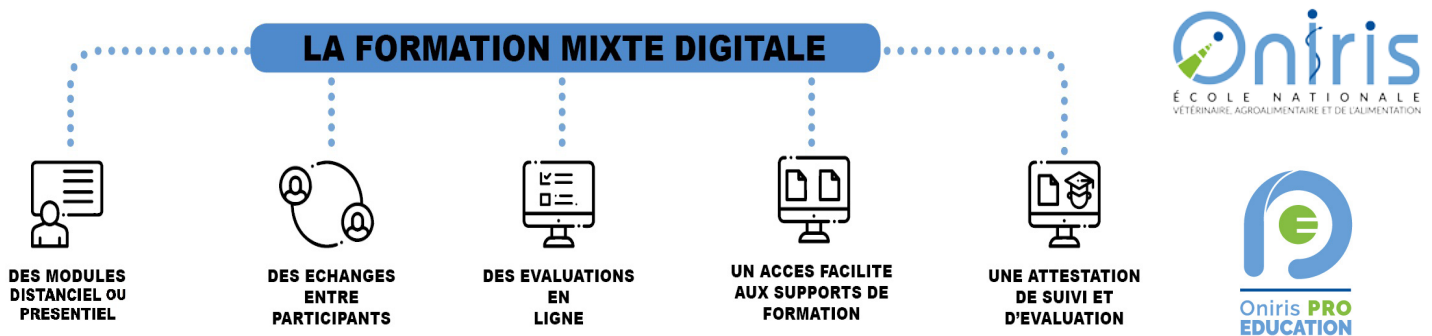 LA FORMATION MIXTE DIGITALE
DES MODULES
DISTANCIEL OU
PRESENTIEL
DES ECHANGES
ENTRE
PARTICIPANTS
DES EVALUATIONS
EN
LIGNE
UN ACCES FACILITE
AUX SUPPORTS DE
FORMATION
UNE ATTESTATION
DE SUIVI ET
D'EVALUATION
Oniris
ÉCOLE NATIONALE
VÉTÉRINAIRE, AGROALIMENTAIRE ET DE L'ALIMENTATION
Oniris PRO
EDUCATION